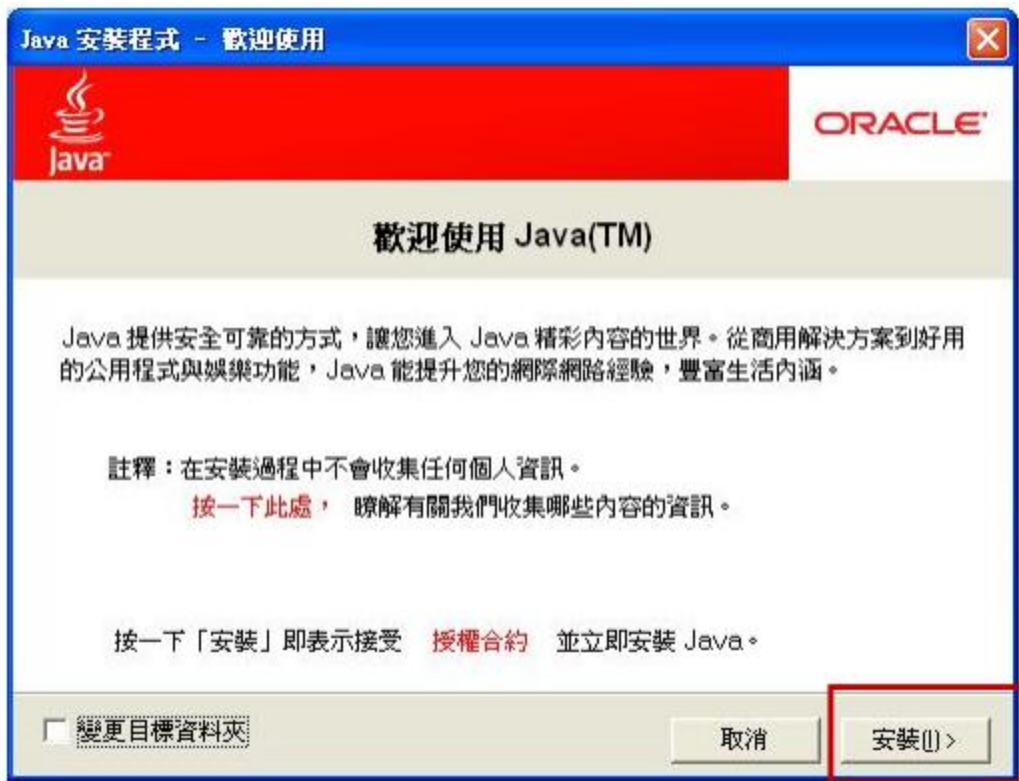 Java 安裝程式 - 歡迎使用
Java™
ORACLE®
歡迎使用 Java(TM)
Java 提供安全可靠的方式，讓您進入 Java 精彩內容的世界。從商用解決方案到好用
的公用程式與娛樂功能，Java 能提升您的網際網路經驗，豐富生活內涵。
註釋：在安裝過程中不會收集任何個人資訊。
按一下此處， 瞭解有關我們收集哪些內容的資訊。
按一下「安裝」即表示接受 授權合約 並立即安裝 Java。
變更目標資料夾
取消
安裝(I) >